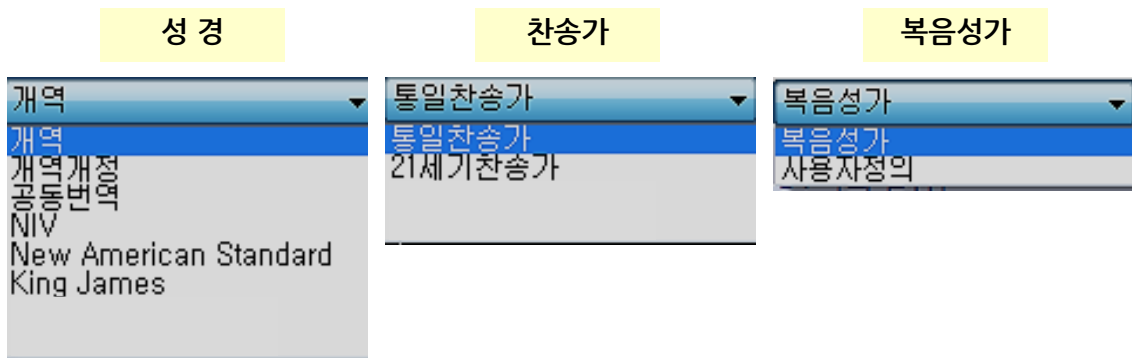 성 경
개역
개역
개역개정
공동번역
NIV
New American Standard
King James
찬송가
통일찬송가
통일찬송가
21세기찬송가
복음성가
복음성가
복음성가
사용자정의